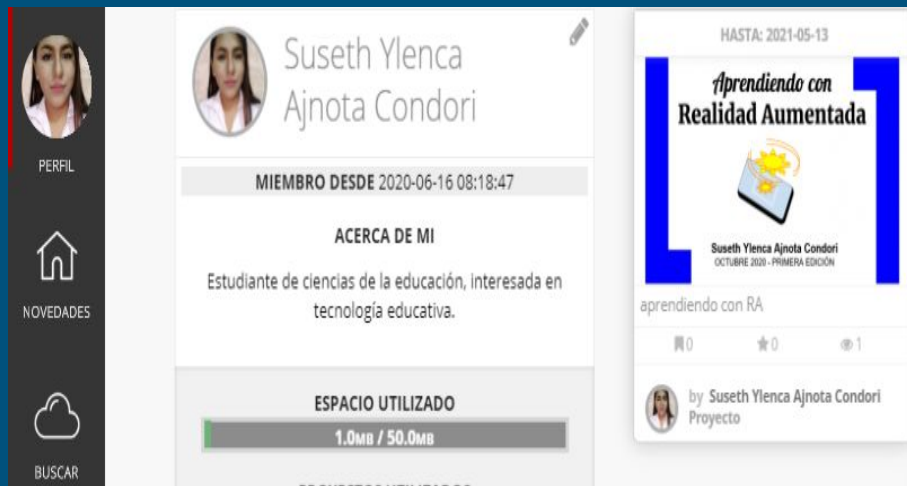 PERFIL
NOVEDADES
BUSCAR
Suseth Ylenca
Ajnota Condori
MIEMBRO DESDE 2020-06-16 08:18:47
ACERCA DE MI
Estudiante de ciencias de la educación, interesada en
tecnología educativa.
ESPACIO UTILIZADO
1.0MB / 50.0MB
HASTA: 2021-05-13
Aprendiendo con
Realidad Aumentada
Suseth Ylenca Ajnota Condori
OCTUBRE 2020 - PRIMERA EDICIÓN
aprendiendo con RA
0 0 1
by Suseth Ylenca Ajnota Condori
Proyecto